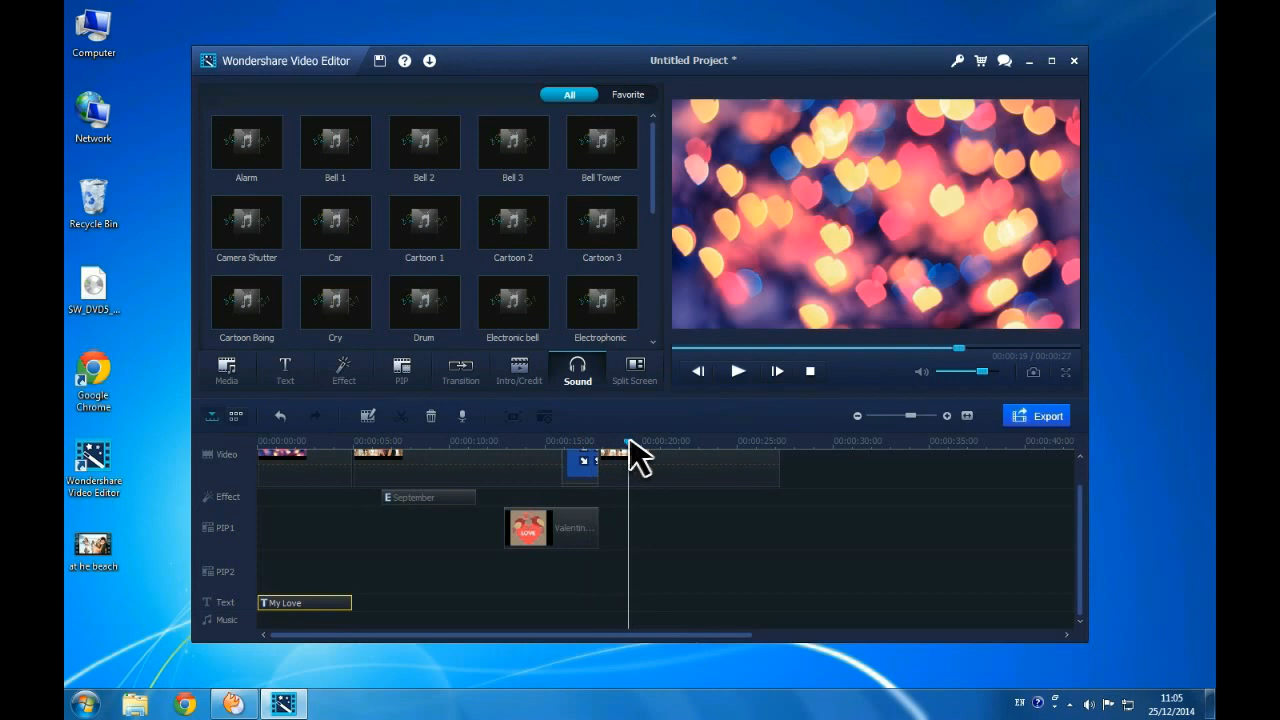 Computer
Network
Recycle Bin
SW_DVD5_...
Google
Chrome
Wondershare
Video Editor
at he beach
Wondershare Video Editor
Untitled Project *
All
Favorite
Alarm
Bell 1
Bell 2
Bell 3
Bell Tower
Camera Shutter
Car
Cartoon 1
Cartoon 2
Cartoon 3
Cartoon Boing
Cry
Drum
Electronic bell
Electrophonic
Media
Text
Effect
PIP
Transition
Intro/Credit
Sound
Split Screen
00:00:19 / 00:00:27
Export
00:00:00:00
00:00:05:00
00:00:10:00
00:00:15:00
00:00:20:00
00:00:25:00
00:00:30:00
00:00:35:00
00:00:40:00
Video
Effect
E September
PIP1
LOVE
Valentin...
PIP2
Text
T My Love
Music
EN
11:05
25/12/2014